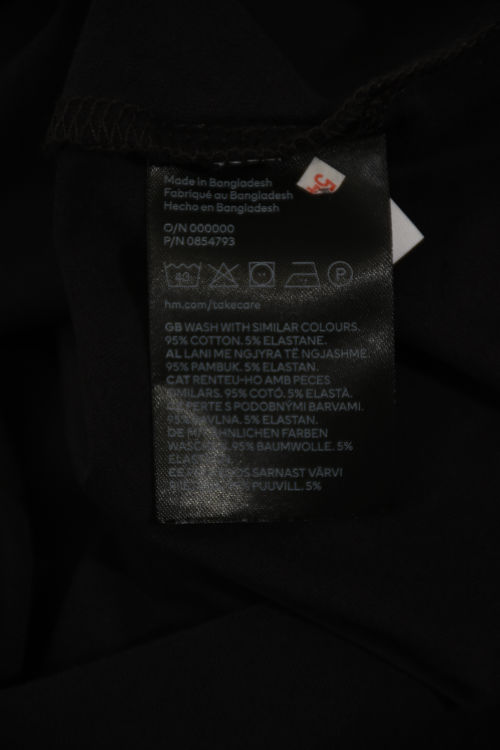 Made in Bangladesh
Fabriqué au Bangladesh
Hecho en Bangladesh
O/N 000000
P/N 0854793
P
hm.com/takecare
GB WASH WITH SIMILAR COLOURS.
95% COTTON. 5% ELASTANE.
AL LANI ME NGJYRA TË NGJASHME.
95% PAMBUK. 5% ELASTAN.
CAT RENTEU-HO AMB PECES
SIMILARS. 95% COTÓ. 5% ELASTÀ.
S PODOBNÝMI BARVAMI.
5% ELASTAN.
DE FARBEN
95% BAUMWOLLE. 5%
SARNAST VÄRVI
PUUVILL. 5%